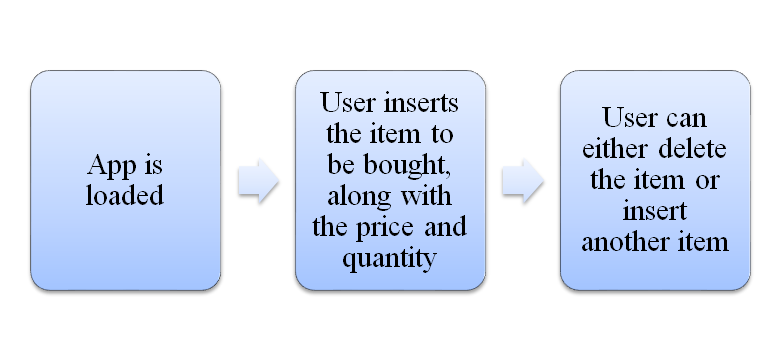 App is
loaded
User inserts
the item to
be bought,
along with
the price and
quantity
User can
either delete
the item or
insert
another item